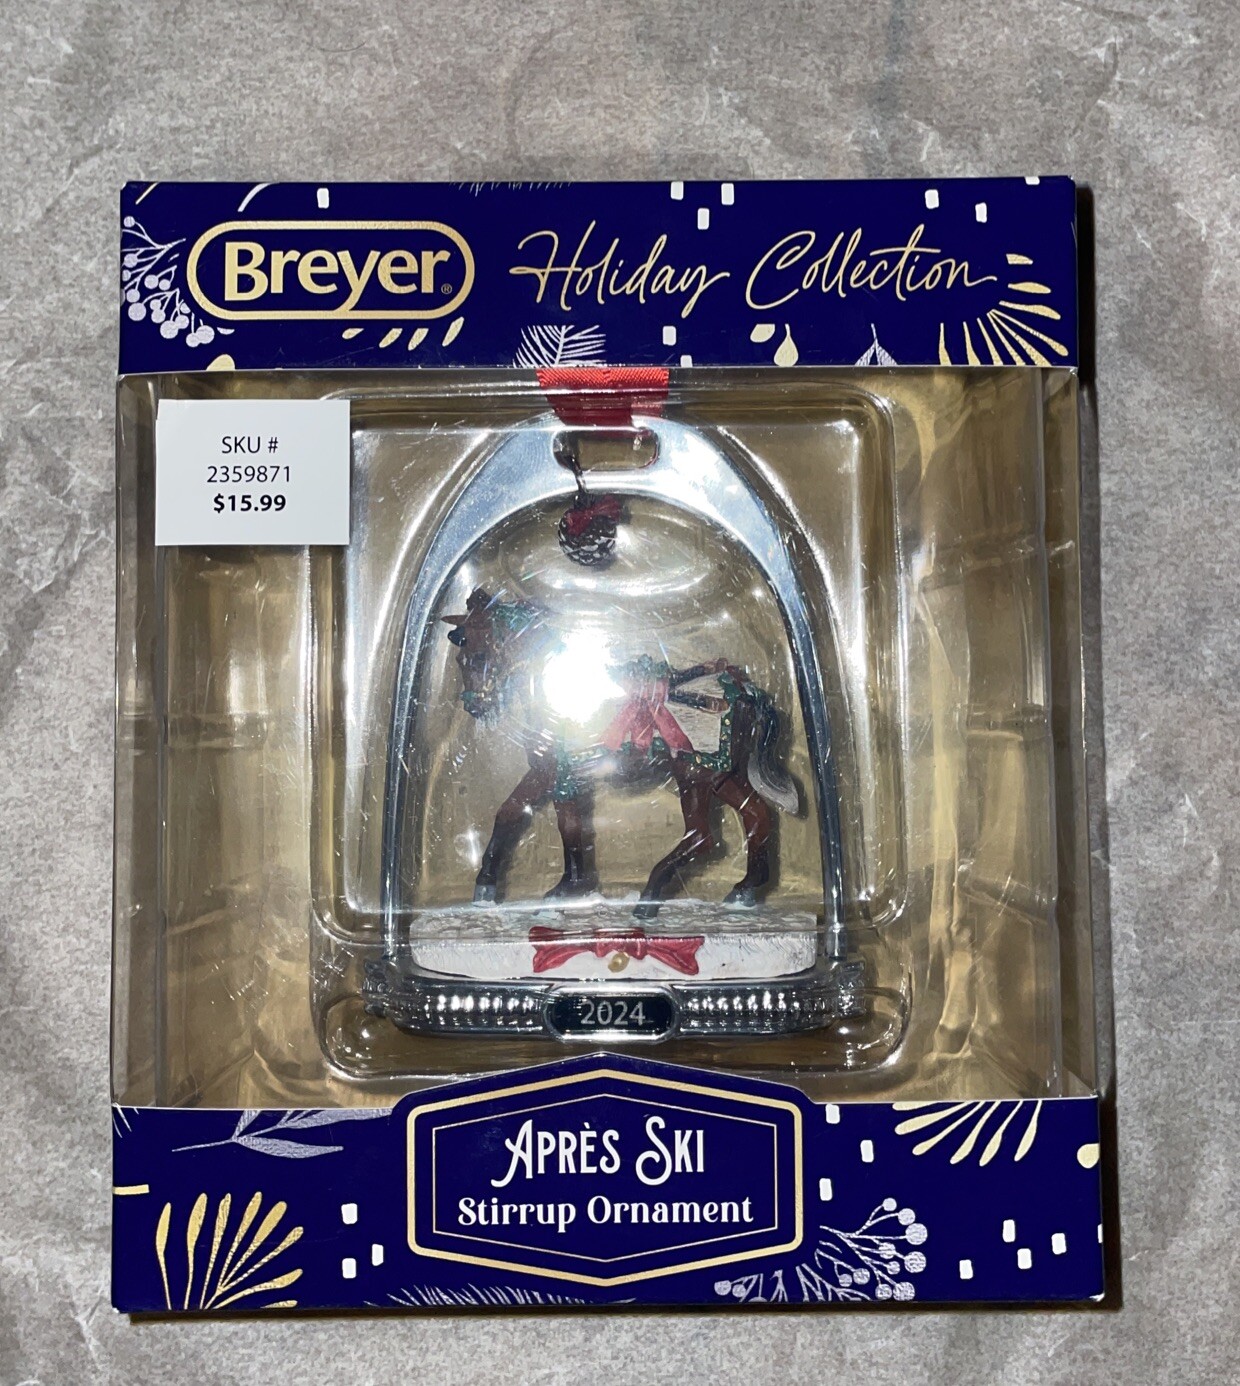 Breyer®
Holiday Collection
SKU #
2359871
$15.99
2024
APRÈS SKI
Stirrup Ornament